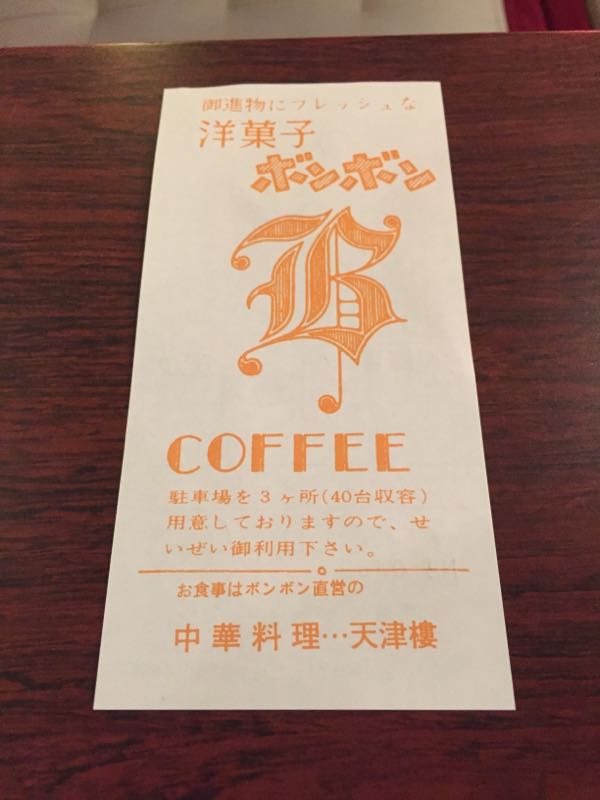 御進物にフレッシュな
洋菓子
ボンボン
B
COFFEE
駐車場を3ヶ所(40台収容)
用意しておりますので、せ
いぜい御利用下さい。
お食事はボンボン直営の
中華料理…天津樓